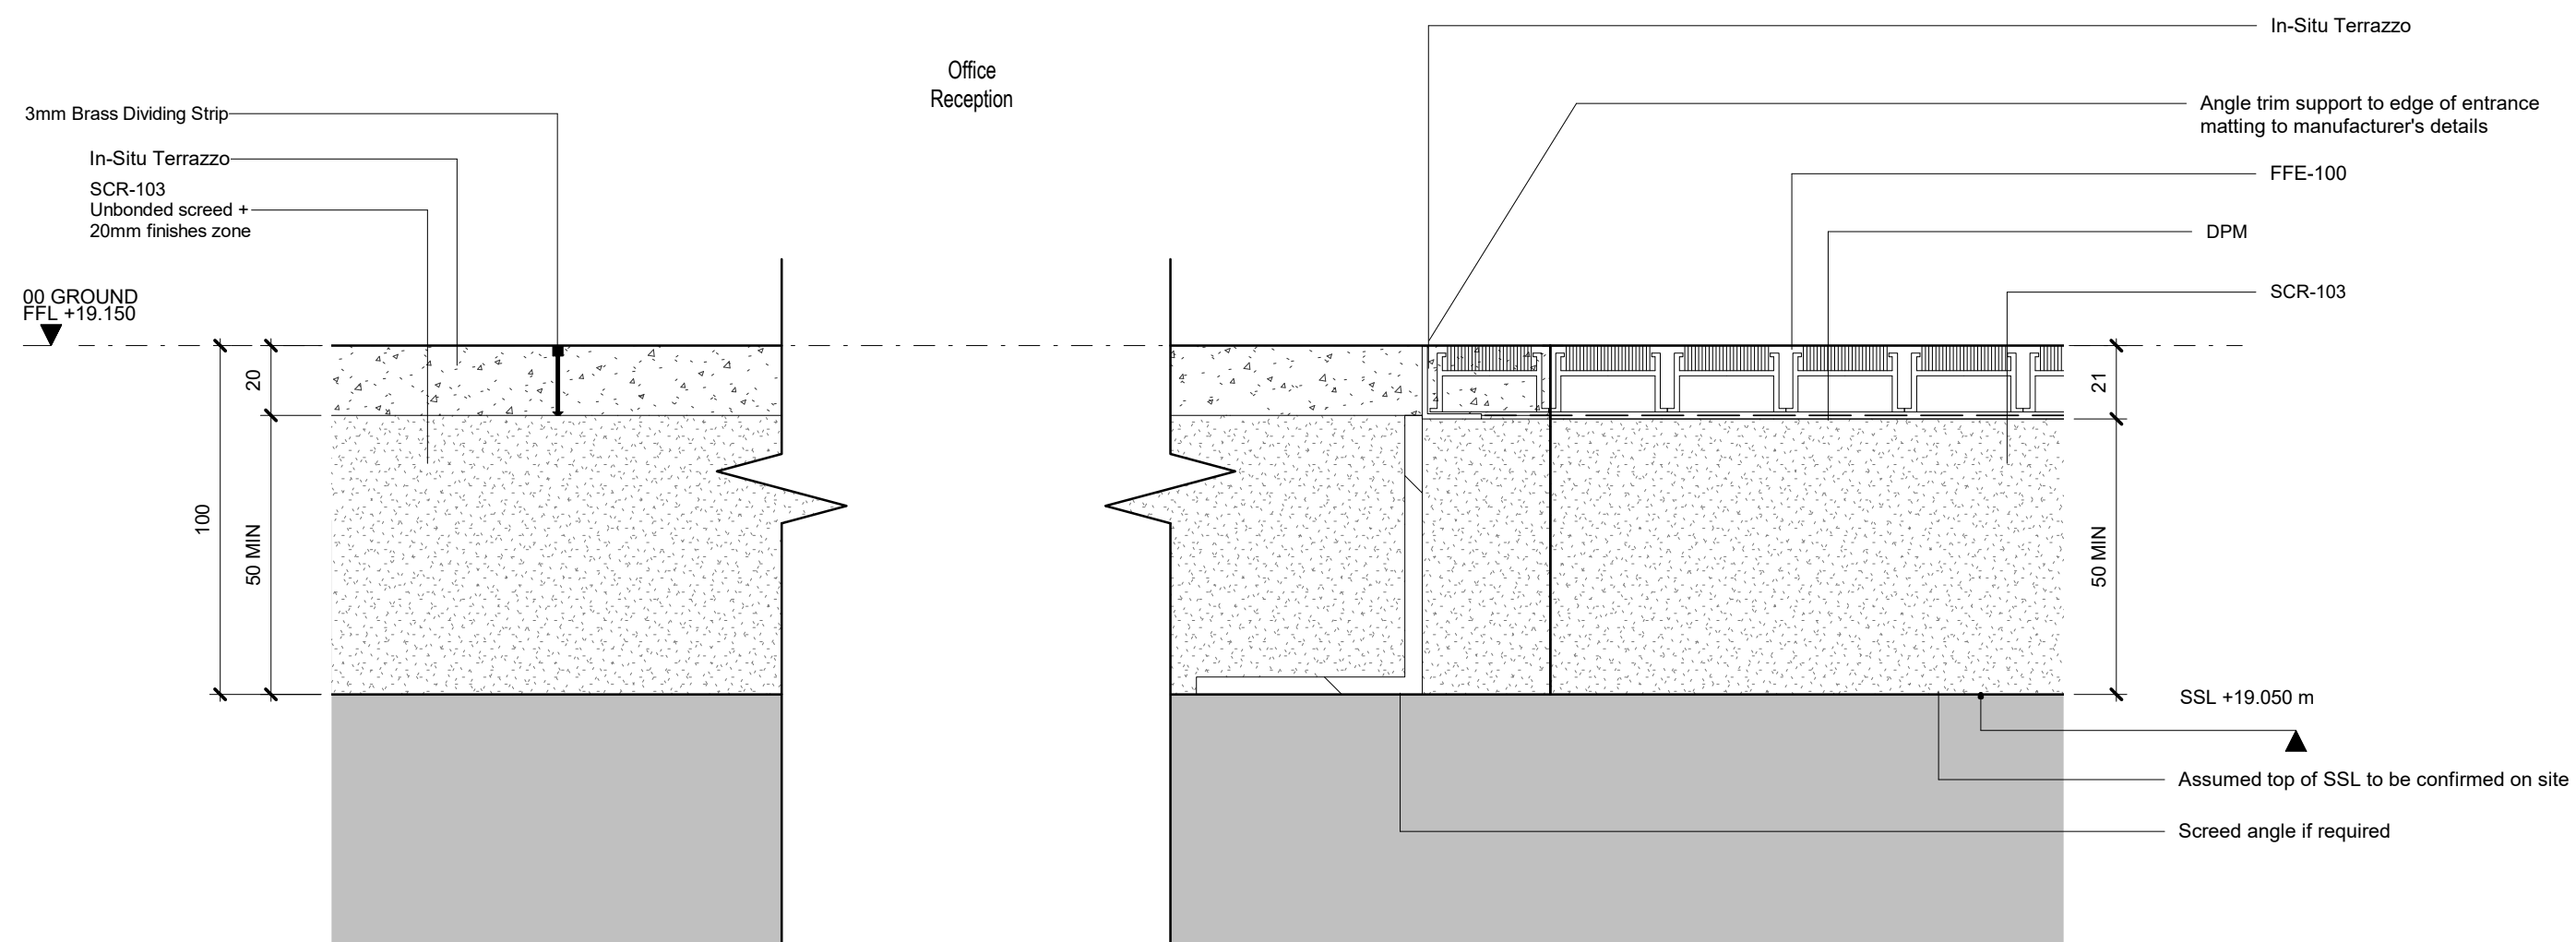 Office
Reception
3mm Brass Dividing Strip
In-Situ Terrazzo
SCR-103
Unbonded screed +
20mm finishes zone
00 GROUND
FFL +19.150
20
100
50 MIN
In-Situ Terrazzo
Angle trim support to edge of entrance
matting to manufacturer's details
FFE-100
DPM
SCR-103
21
50 MIN
SSL +19.050 m
Assumed top of SSL to be confirmed on site
Screed angle if required